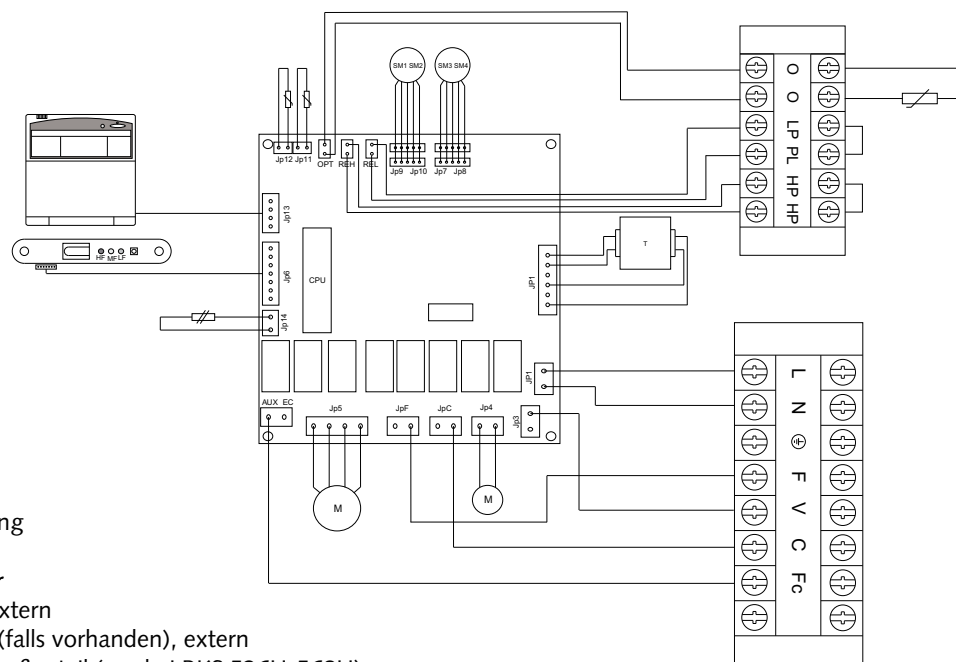 SM1 SM2
SM3 SM4
O
O
LP
PL
HP
HP
Jp12 Jp11
OPT
REH
REL
Jp9
Jp10
Jp7
Jp8
Jp13
HF MF LF
Jp6
CPU
JP1
T
Jp14
JP1
L
N
F
V
C
Fc
AUX EC
Jp5
JpF
JpC
Jp4
Jp3
M
M
ng
r
xtern
(falls vorhanden), extern